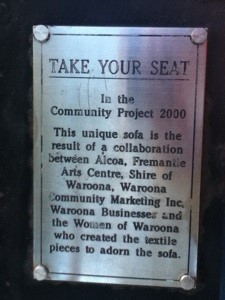 TAKE YOUR SEAT
In the
Community Project 2000
This unique sofa is the
result of a collaboration
between Alcoa, Fremantle
Arts Centre, Shire of
Waroona, Waroona
Community Marketing Inc,
Waroona Businesses and
the Women of Waroona
who created the textile
pieces to adorn the sofa.